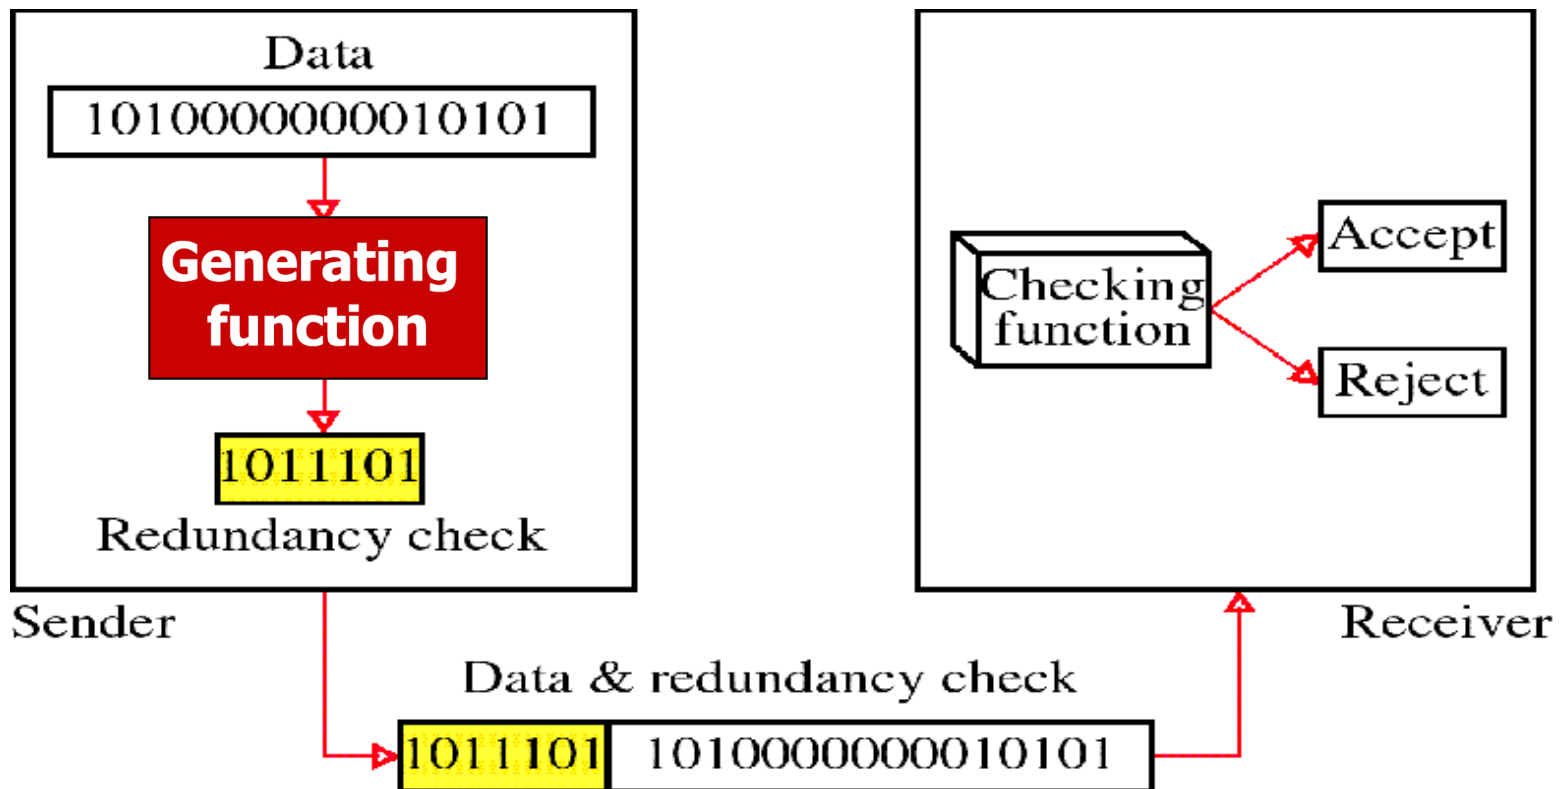 Data
1010000000010101
Generating
function
1011101
Redundancy check
Sender
Data & redundancy check
1011101 1010000000010101
Checking
function
Accept
Reject
Receiver